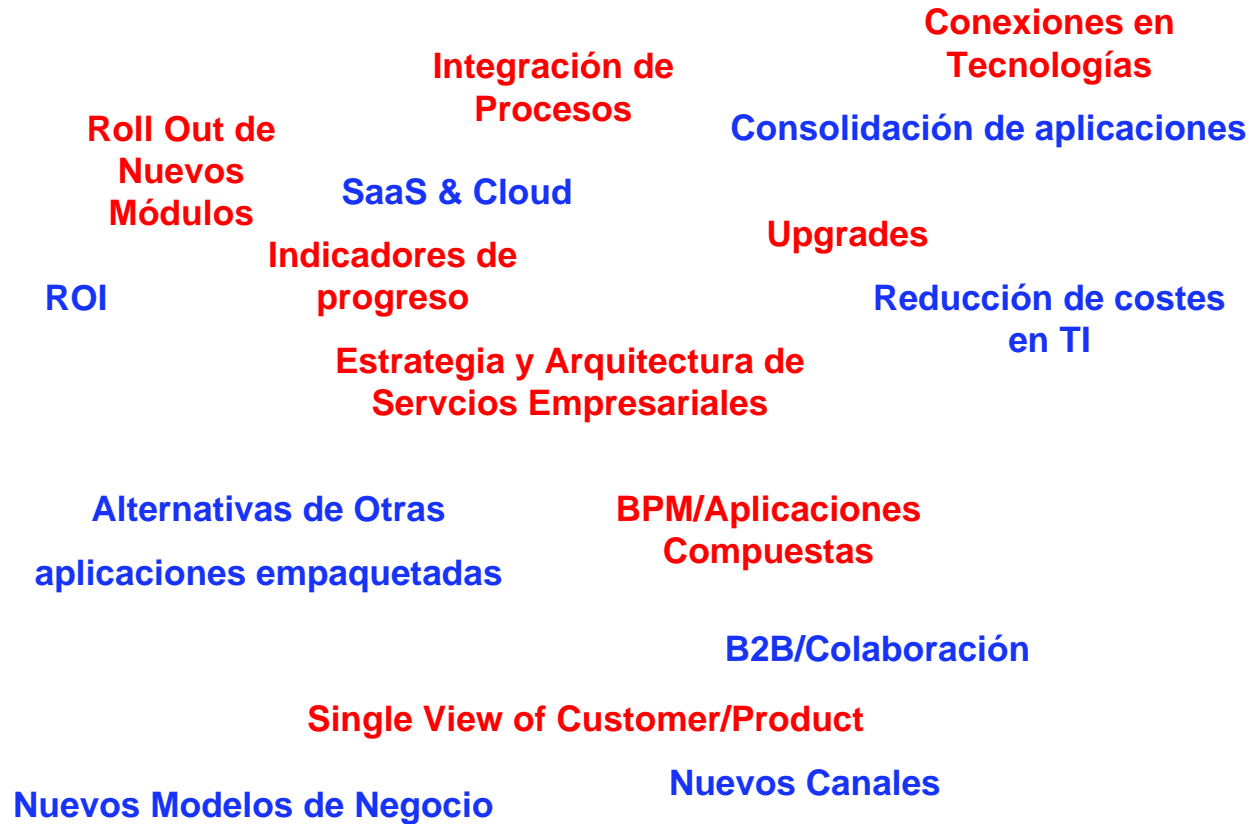 Conexiones en
Tecnologías
Integración de
Procesos
Roll Out de
Nuevos
Módulos
Consolidación de aplicaciones
SaaS & Cloud
Upgrades
Indicadores de
progreso
ROI
Reducción de costes
en TI
Estrategia y Arquitectura de
Servcios Empresariales
Alternativas de Otras
aplicaciones empaquetadas
BPM/Aplicaciones
Compuestas
B2B/Colaboración
Single View of Customer/Product
Nuevos Canales
Nuevos Modelos de Negocio